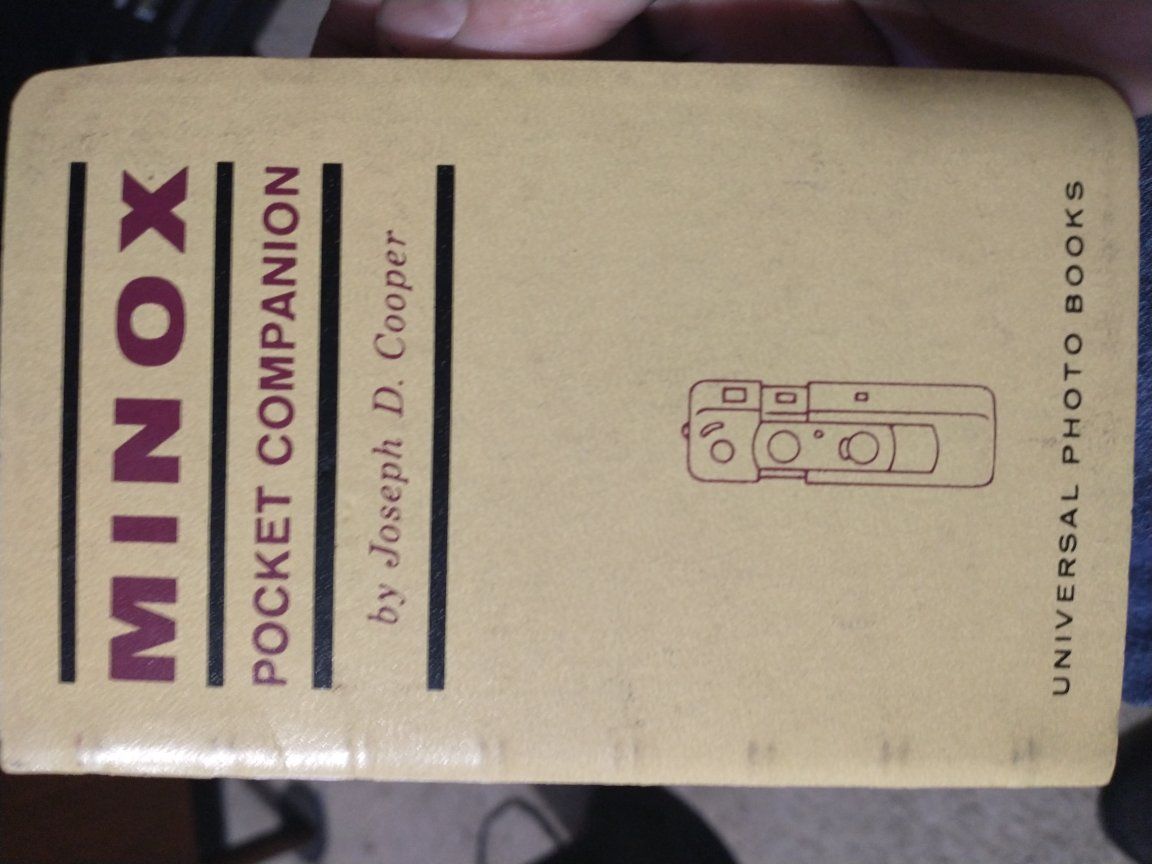 MINOX
POCKET COMPANION
by Joseph D. Cooper
UNIVERSAL PHOTO BOOKS